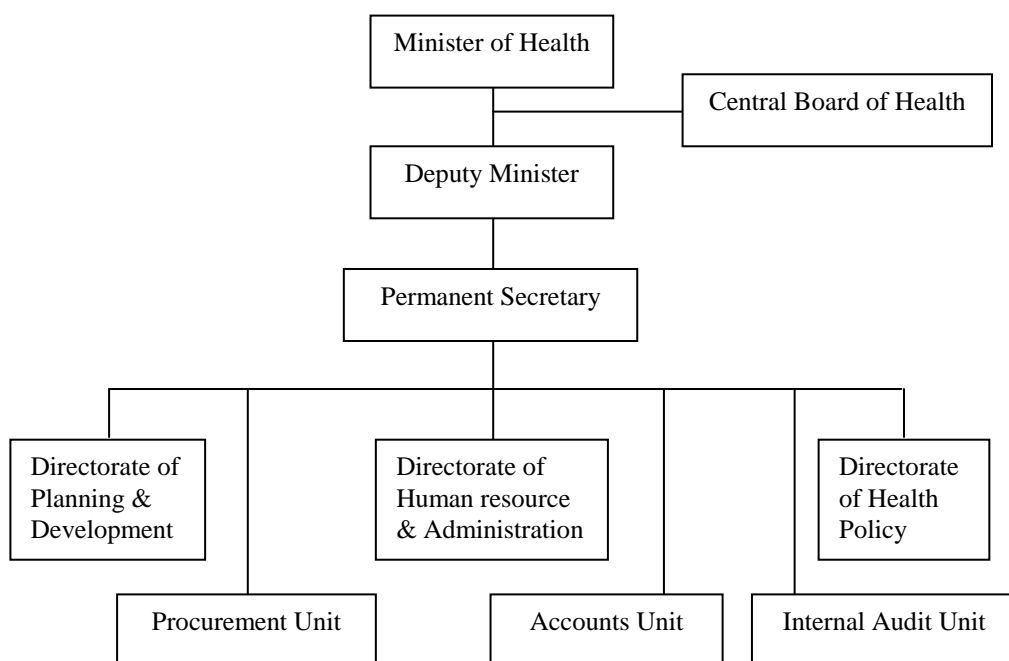 Minister of Health
Central Board of Health
Deputy Minister
Permanent Secretary
Directorate of
Planning &
Development
Directorate of
Human resource
& Administration
Directorate
of Health
Policy
Procurement Unit
Accounts Unit
Internal Audit Unit